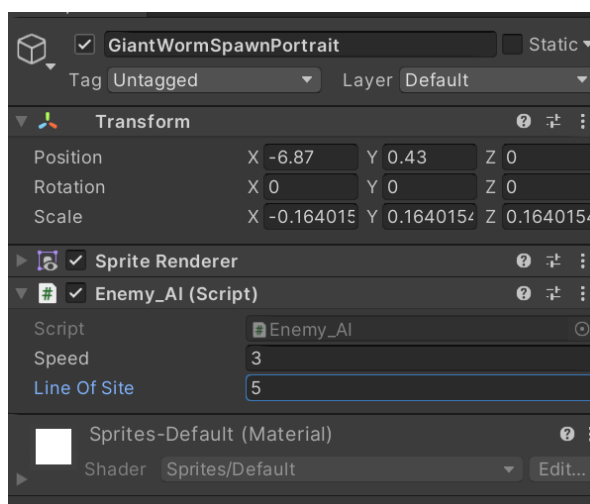 GiantWormSpawnPortrait Static
Tag Untagged Layer Default
Transform
Position X -6.87 Y 0.43 Z 0
Rotation X 0 Y 0 Z 0
Scale X -0.164015 Y 0.1640154 Z 0.1640154
Sprite Renderer
# Enemy_AI (Script)
Script # Enemy_AI
Speed 3
Line Of Site 5
Sprites-Default (Material)
Shader Sprites/Default Edit...